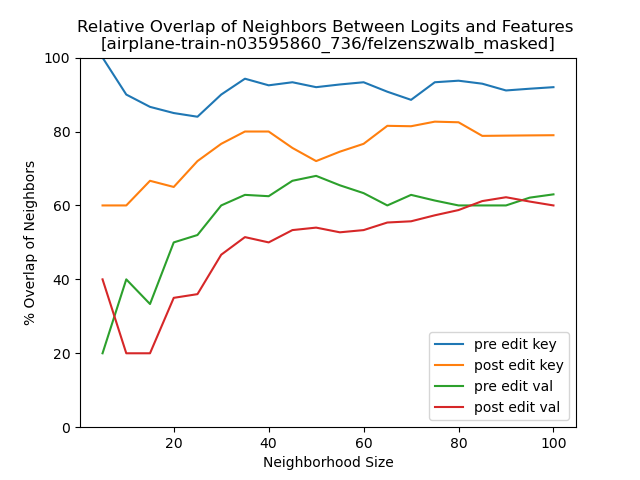 Relative Overlap of Neighbors Between Logits and Features
[airplane-train-n03595860_736/felzenszwalb_masked]
100
80
60
40
20
0
% Overlap of Neighbors
pre edit key
post edit key
pre edit val
post edit val
20 40 60 80 100
Neighborhood Size